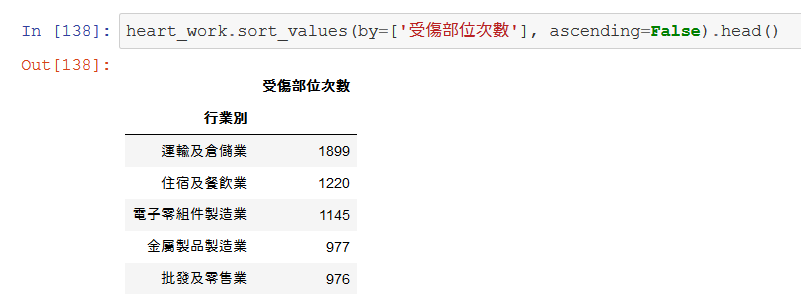 In [138]: heart_work.sort_values(by=['受傷部位次數'], ascending=False).head()
Out[138]:
受傷部位次數
行業別
運輸及倉儲業 1899
住宿及餐飲業 1220
電子零組件製造業 1145
金屬製品製造業 977
批發及零售業 976